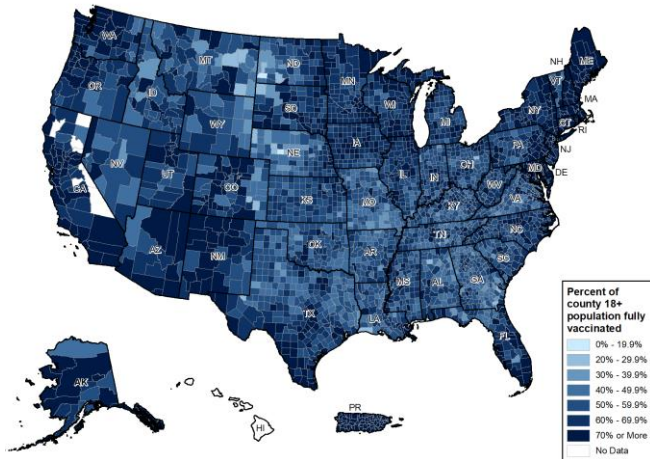 WA
MT
ND
MN
ME
NH
VT
OR
ID
SD
WI
NY
MA
WY
MI
CT
RI
IA
PA
NJ
NV
NE
OH
UT
IL
IN
MD
DE
CO
WV
CA
KS
MO
KY
VA
TN
NC
AZ
NM
OK
AR
SC
MS
AL
GA
TX
LA
FL
AK
HI
PR
Percent of
county 18+
population fully
vaccinated
0% - 19.9%
20% - 29.9%
30% - 39.9%
40% - 49.9%
50% - 59.9%
60% - 69.9%
70% or More
No Data